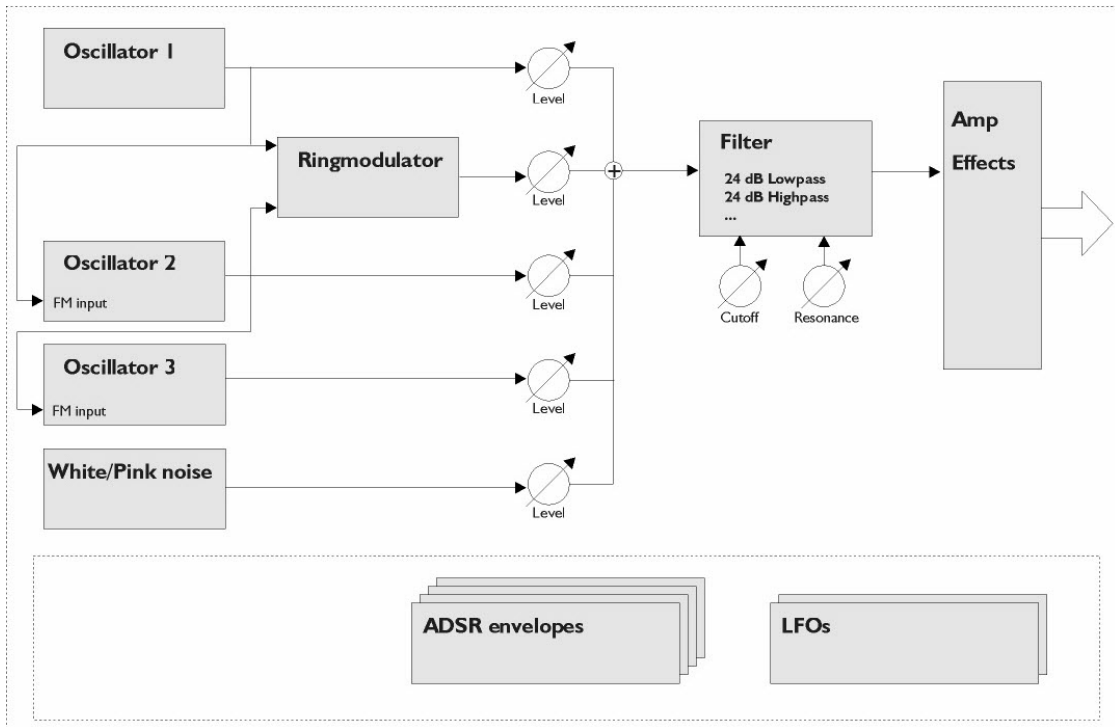 Oscillator 1
Level
Ringmodulator
Level
Oscillator 2
FM input
Level
Oscillator 3
FM input
Level
White/Pink noise
Level
+
Filter
24 dB Lowpass
24 dB Highpass
...
Cutoff
Resonance
Amp
Effects
ADSR envelopes
LFOs